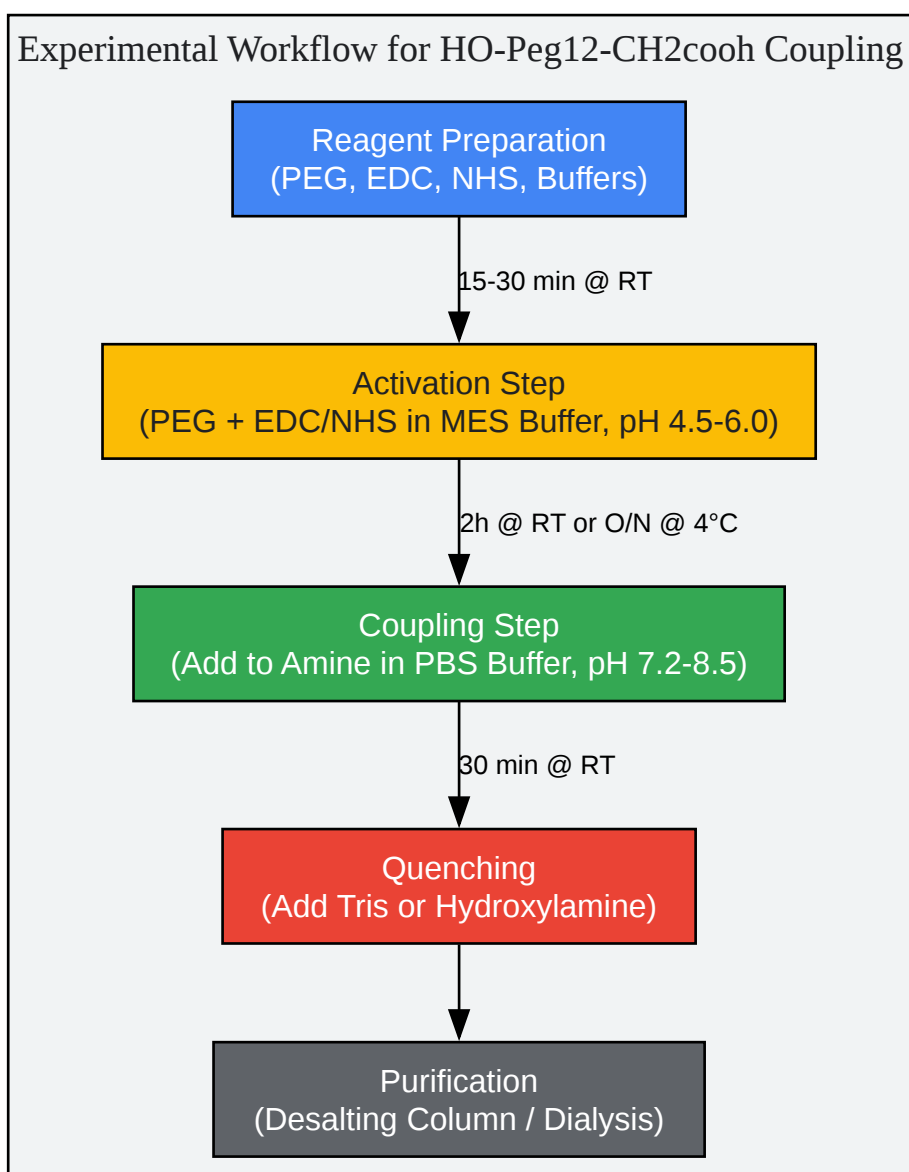 Experimental Workflow for HO-Peg12-CH2cooh Coupling
Reagent Preparation
(PEG, EDC, NHS, Buffers)
15-30 min @ RT
Activation Step
(PEG + EDC/NHS in MES Buffer, pH 4.5-6.0)
2h @ RT or O/N @ 4°C
Coupling Step
(Add to Amine in PBS Buffer, pH 7.2-8.5)
30 min @ RT
Quenching
(Add Tris or Hydroxylamine)
Purification
(Desalting Column / Dialysis)